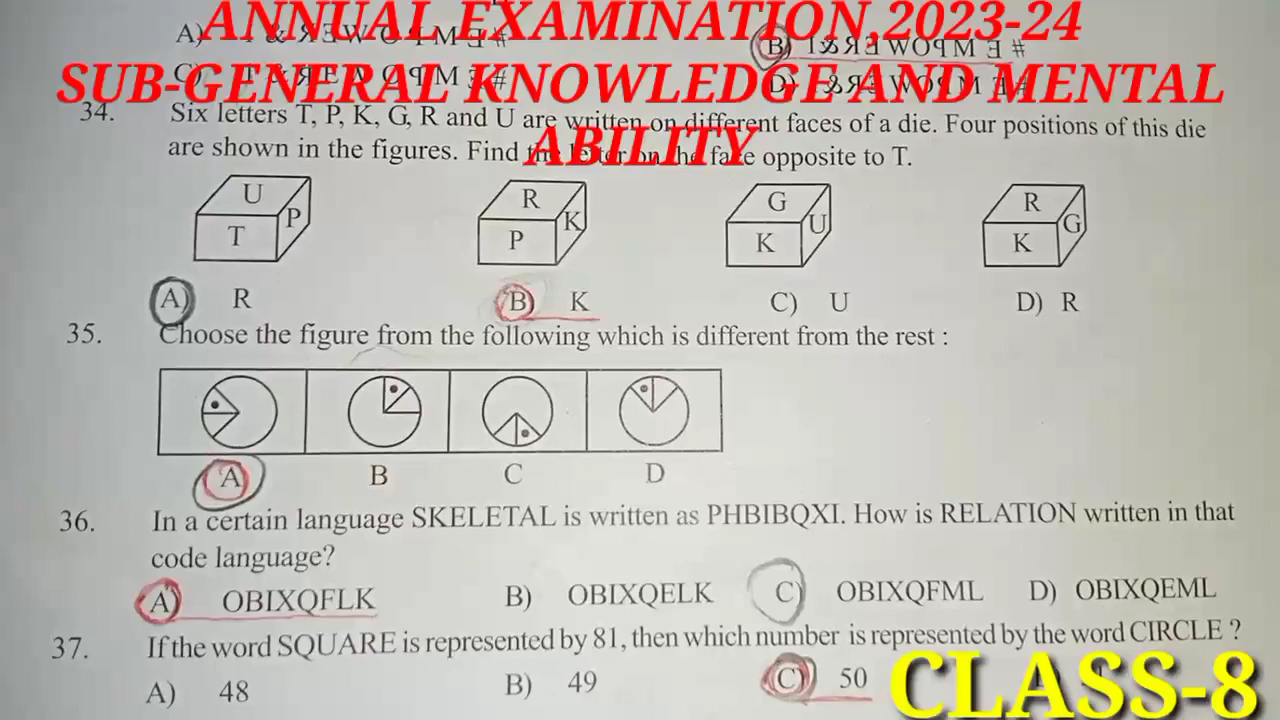 ANNUAL EXAMINATION,2023-24
SUB-GENERAL KNOWLEDGE AND MENTAL
ABILITY
A)
B)
C)
D)
34. Six letters T, P, K, G, R and U are written on different faces of a die. Four positions of this die
are shown in the figures. Find the letter on the face opposite to T.
U P T
R K P
G U K
R G K
A) R B) K C) U D) R
35. Choose the figure from the following which is different from the rest :
A B C D
36. In a certain language SKELETAL is written as PHBIBQXI. How is RELATION written in that
code language?
A) OBIXQFLK B) OBIXQELK C) OBIXQFML D) OBIXQEML
37. If the word SQUARE is represented by 81, then which number is represented by the word CIRCLE ?
A) 48 B) 49 C) 50
CLASS-8